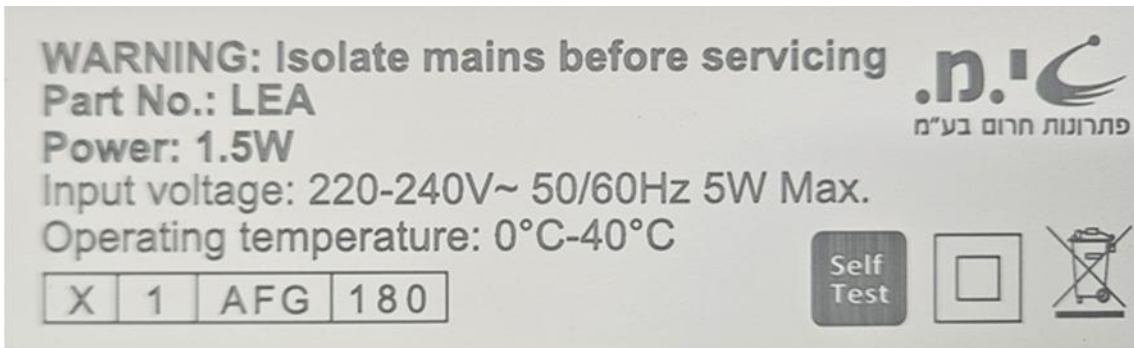 WARNING: Isolate mains before servicing
Part No.: LEA
Power: 1.5W
Input voltage: 220-240V~ 50/60Hz 5W Max.
Operating temperature: 0°C-40°C
X 1 AFG 180
י.מ.
פתרונות חרום בע"מ
Self
Test